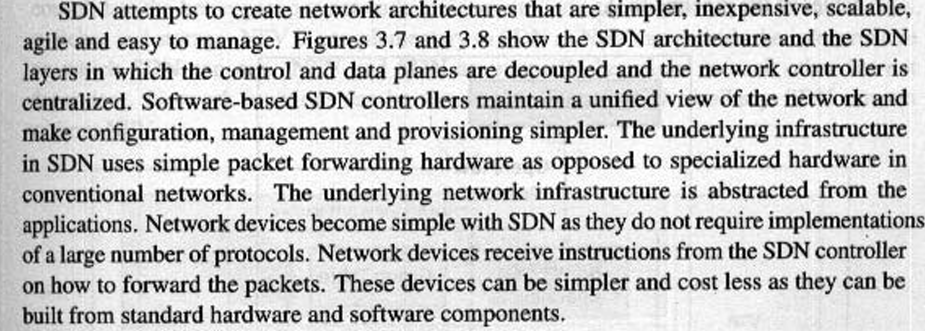 SDN attempts to create network architectures that are simpler, inexpensive, scalable,
agile and easy to manage. Figures 3.7 and 3.8 show the SDN architecture and the SDN
layers in which the control and data planes are decoupled and the network controller is
centralized. Software-based SDN controllers maintain a unified view of the network and
make configuration, management and provisioning simpler. The underlying infrastructure
in SDN uses simple packet forwarding hardware as opposed to specialized hardware in
conventional networks. The underlying network infrastructure is abstracted from the
applications. Network devices become simple with SDN as they do not require implementations
of a large number of protocols. Network devices receive instructions from the SDN controller
on how to forward the packets. These devices can be simpler and cost less as they can be
built from standard hardware and software components.